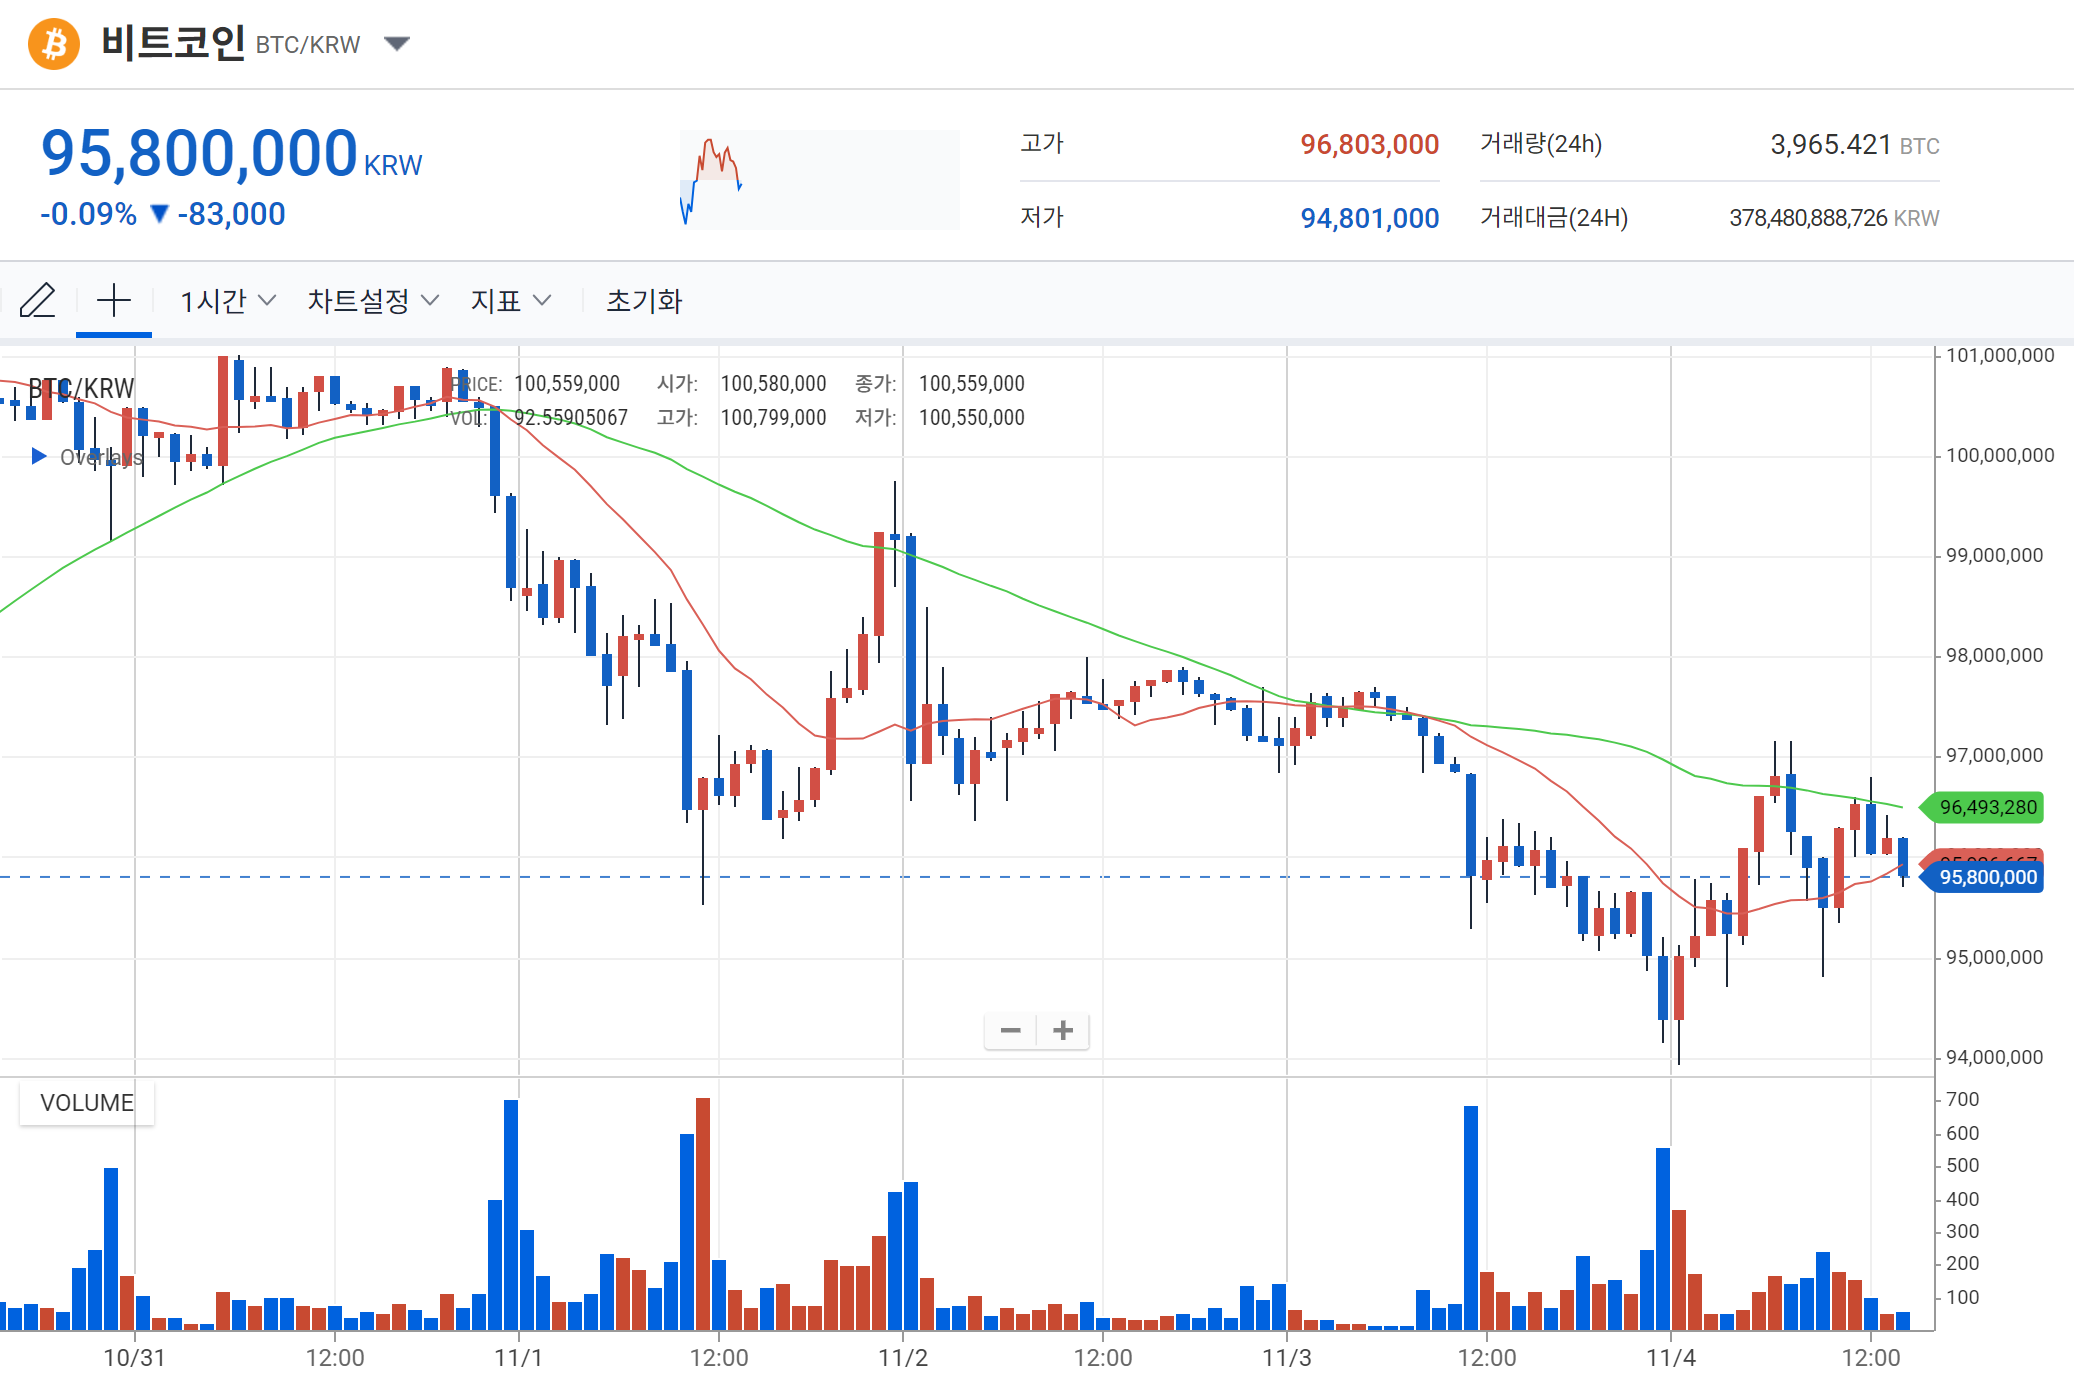 비트코인 BTC/KRW
95,800,000 KRW
-0.09% ▼ -83,000
고가 96,803,000
저가 94,801,000
거래량(24h) 3,965.421 BTC
거래대금(24H) 378,480,888,726 KRW
1시간 차트설정 지표 초기화
BTC/KRW
PRICE: 100,559,000 시가: 100,580,000 종가: 100,559,000
VOL: 92.55905067 고가: 100,799,000 저가: 100,550,000
Overlays
101,000,000
100,000,000
99,000,000
98,000,000
97,000,000
96,493,280
95,800,000
95,000,000
94,000,000
VOLUME
700
600
500
400
300
200
100
10/31 12:00 11/1 12:00 11/2 12:00 11/3 12:00 11/4 12:00